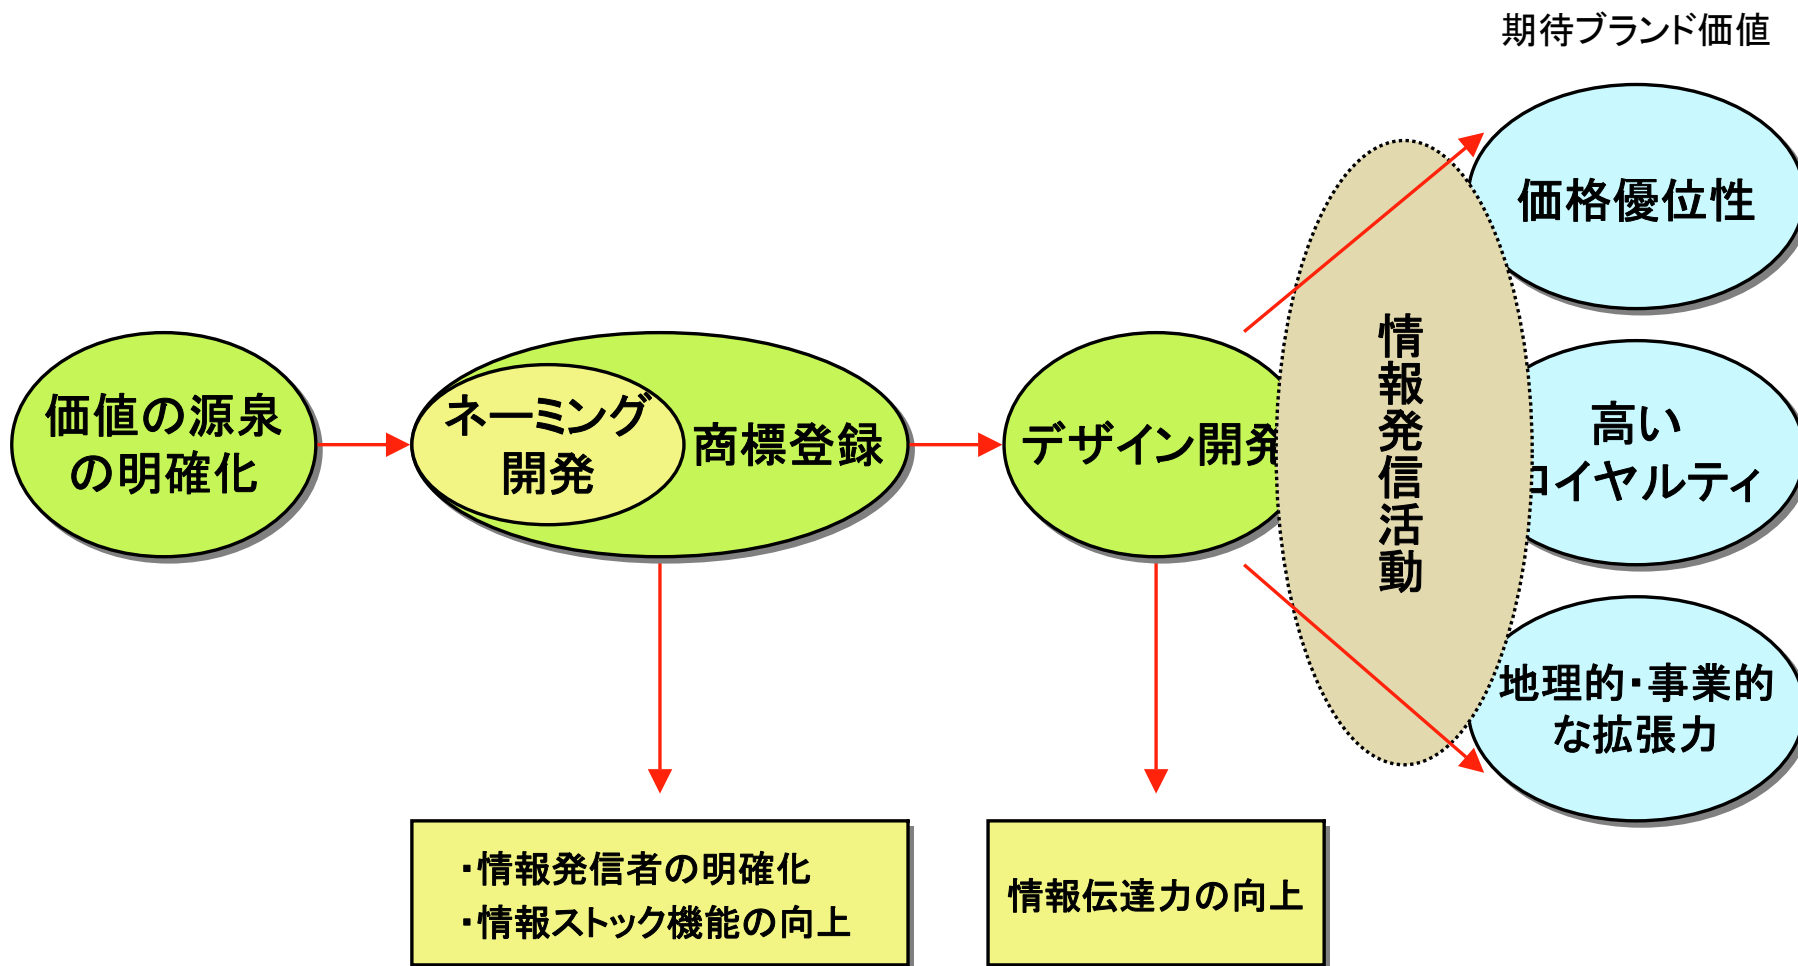 期待ブランド価値
価値の源泉
の明確化
ネーミング
開発
商標登録
デザイン開発
情報発信活動
価格優位性
高い
ロイヤルティ
地理的・事業的
な拡張力
・情報発信者の明確化
・情報ストック機能の向上
情報伝達力の向上